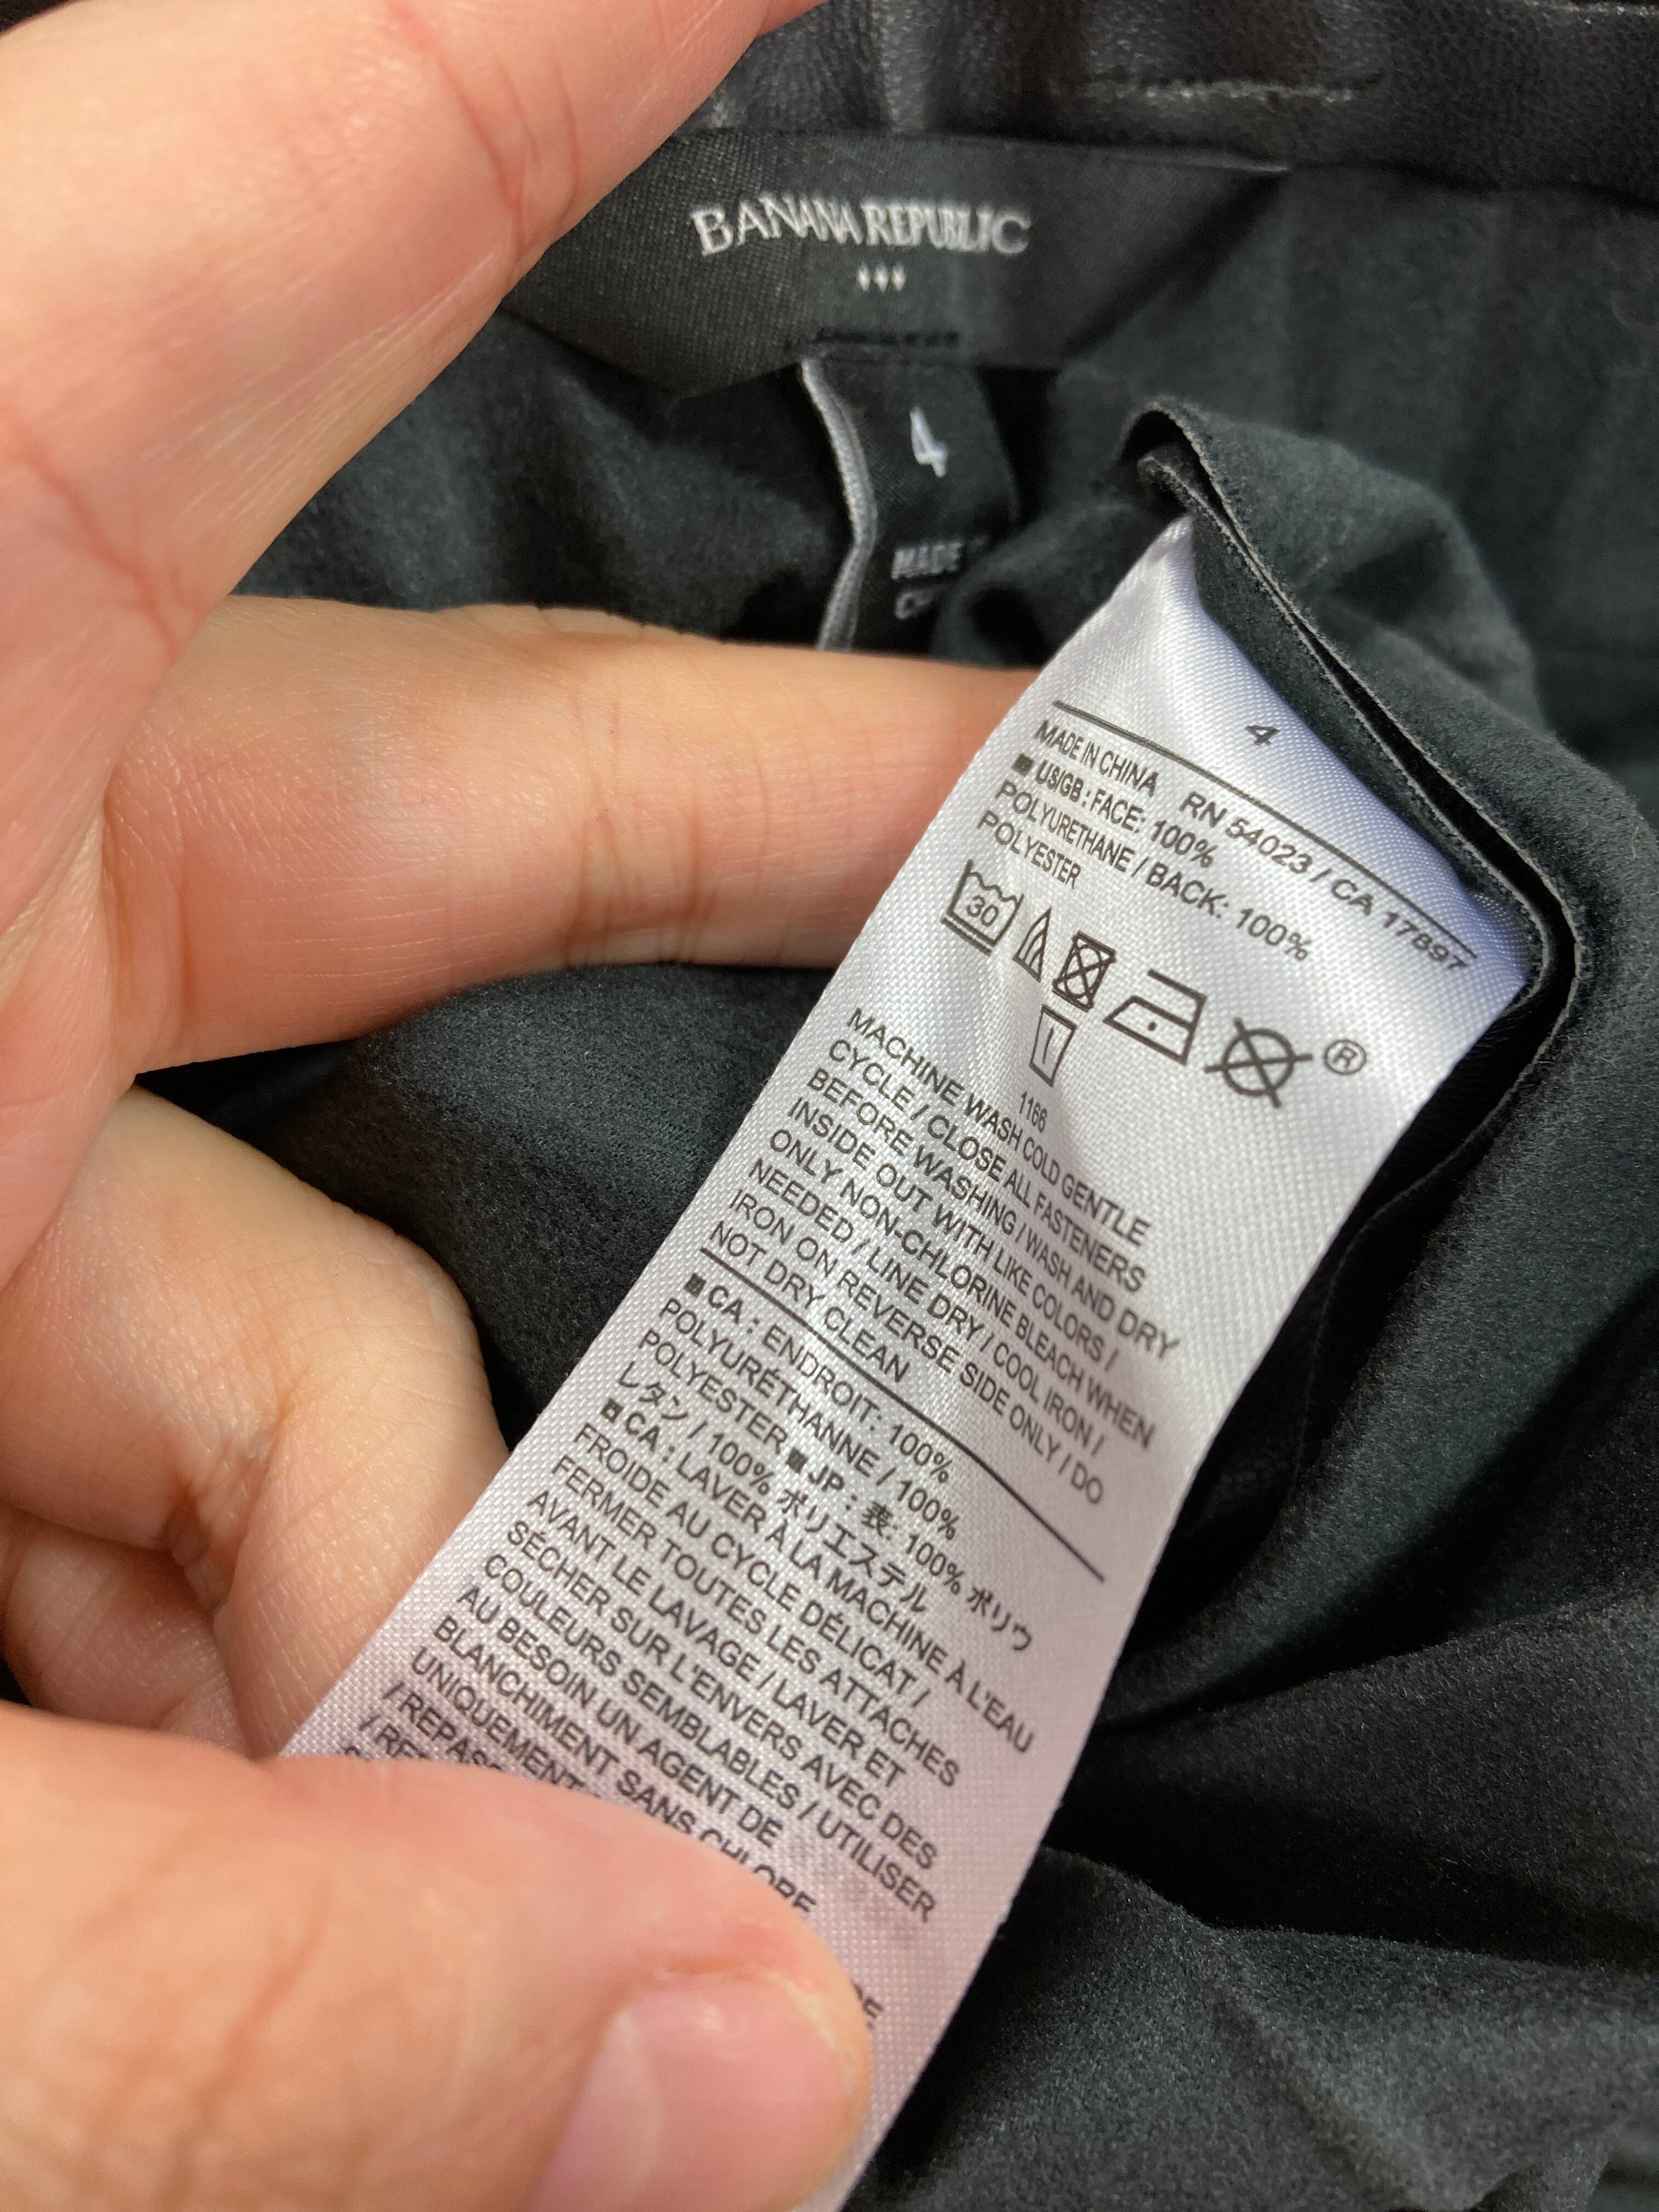 BANANA REPUBLIC
4
MADE
4
MADE IN CHINA RN 54023 / CA 17897
■ US/GB : FACE: 100%
POLYURETHANE / BACK: 100%
POLYESTER
30
®
1166
MACHINE WASH COLD GENTLE
CYCLE / CLOSE ALL FASTENERS
BEFORE WASHING / WASH AND DRY
INSIDE OUT WITH LIKE COLORS /
ONLY NON-CHLORINE BLEACH WHEN
NEEDED / LINE DRY / COOL IRON /
IRON ON REVERSE SIDE ONLY / DO
NOT DRY CLEAN
■ CA : ENDROIT: 100%
POLYURÉTHANNE / 100%
POLYESTER ■ JP : 表: 100% ポリウ
レタン / 100% ポリエステル
CA : LAVER À LA MACHINE À L'EAU
FROIDE AU CYCLE DÉLICAT /
FERMER TOUTES LES ATTACHES
AVANT LE LAVAGE / LAVER ET
SÉCHER SUR L'ENVERS AVEC DES
COULEURS SEMBLABLES / UTILISER
AU BESOIN UN AGENT DE
BLANCHIMENT SANS CHLORE
UNIQUEMENT